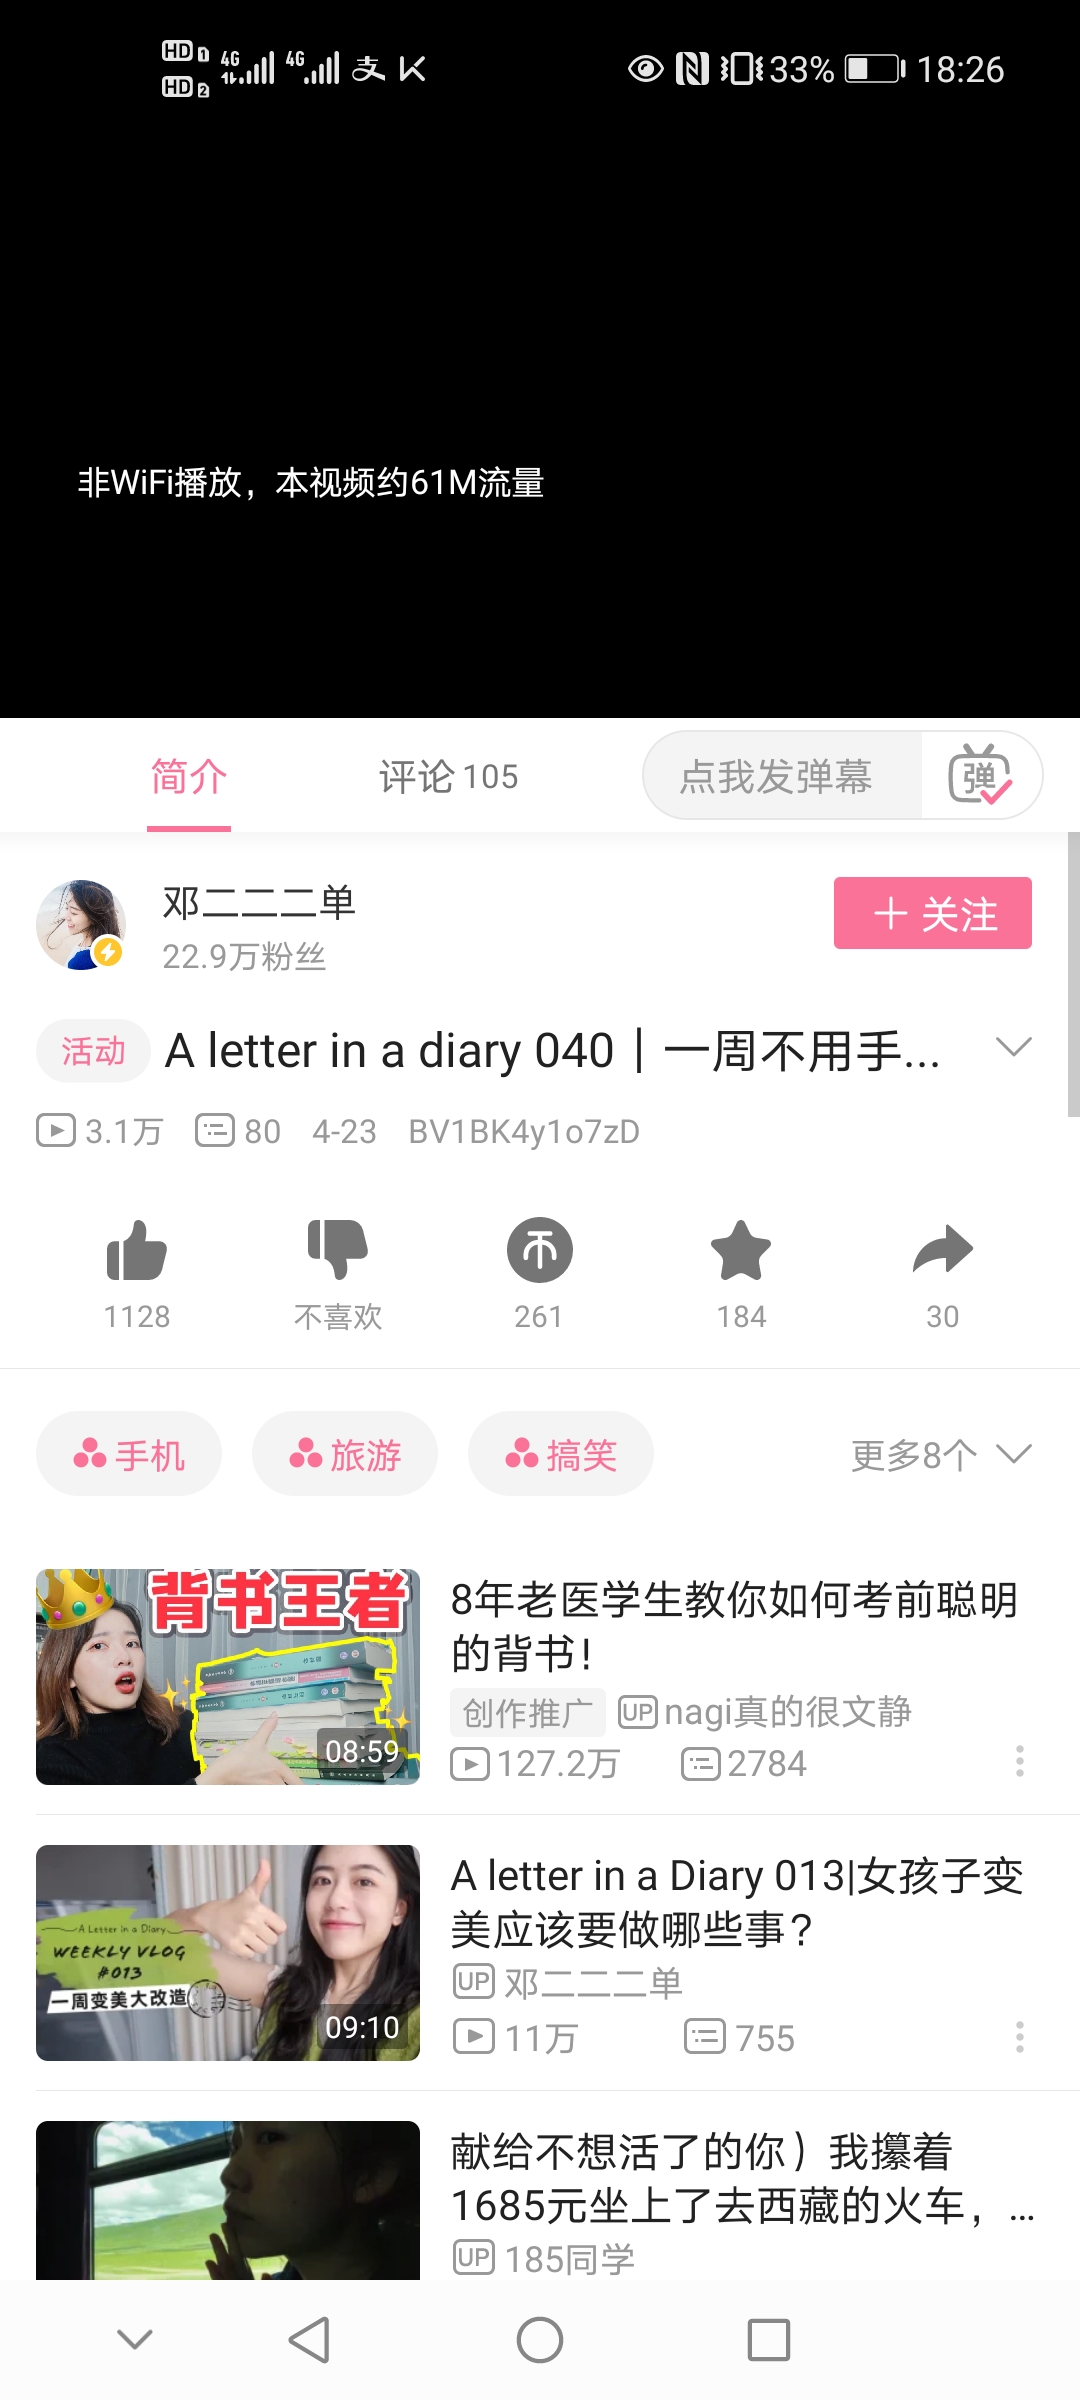 HD 1 4G 4G 支 33% 18:26
HD 2
非WiFi播放，本视频约61M流量
简介 评论 105 点我发弹幕 弹
邓二二二单
22.9万粉丝
关注
活动 A letter in a diary 040｜一周不用手...
3.1万 80 4-23 BV1BK4y1o7zD
1128 不喜欢 261 184 30
手机 旅游 搞笑 更多8个
背书王者
08:59
8年老医学生教你如何考前聪明
的背书！
创作推广 UP nagi真的很文静
127.2万 2784
A Letter in a Diary
WEEKLY VLOG
#013
一周变美大改造
09:10
A letter in a Diary 013|女孩子变
美应该要做哪些事？
UP 邓二二二单
11万 755
献给不想活了的你）我攥着
1685元坐上了去西藏的火车，...
UP 185同学